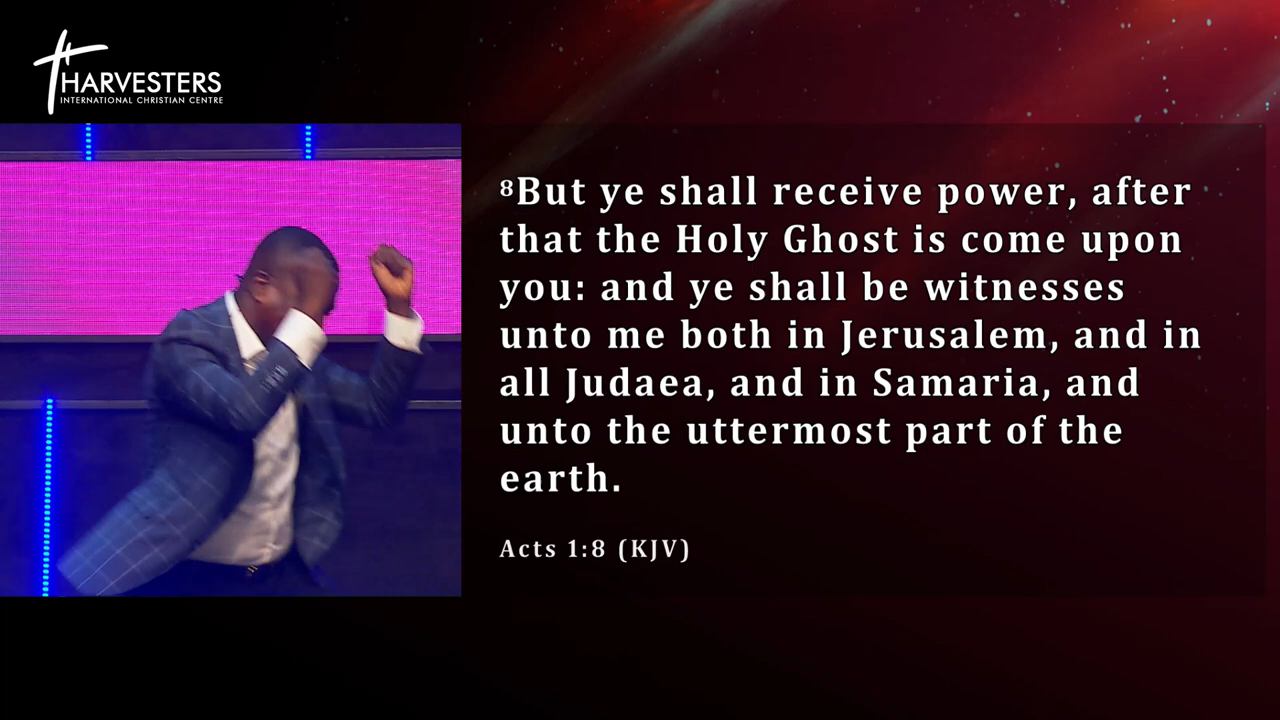 HARVESTERS
INTERNATIONAL CHRISTIAN CENTRE
8But ye shall receive power, after
that the Holy Ghost is come upon
you: and ye shall be witnesses
unto me both in Jerusalem, and in
all Judaea, and in Samaria, and
unto the uttermost part of the
earth.
Acts 1:8 (KJV)